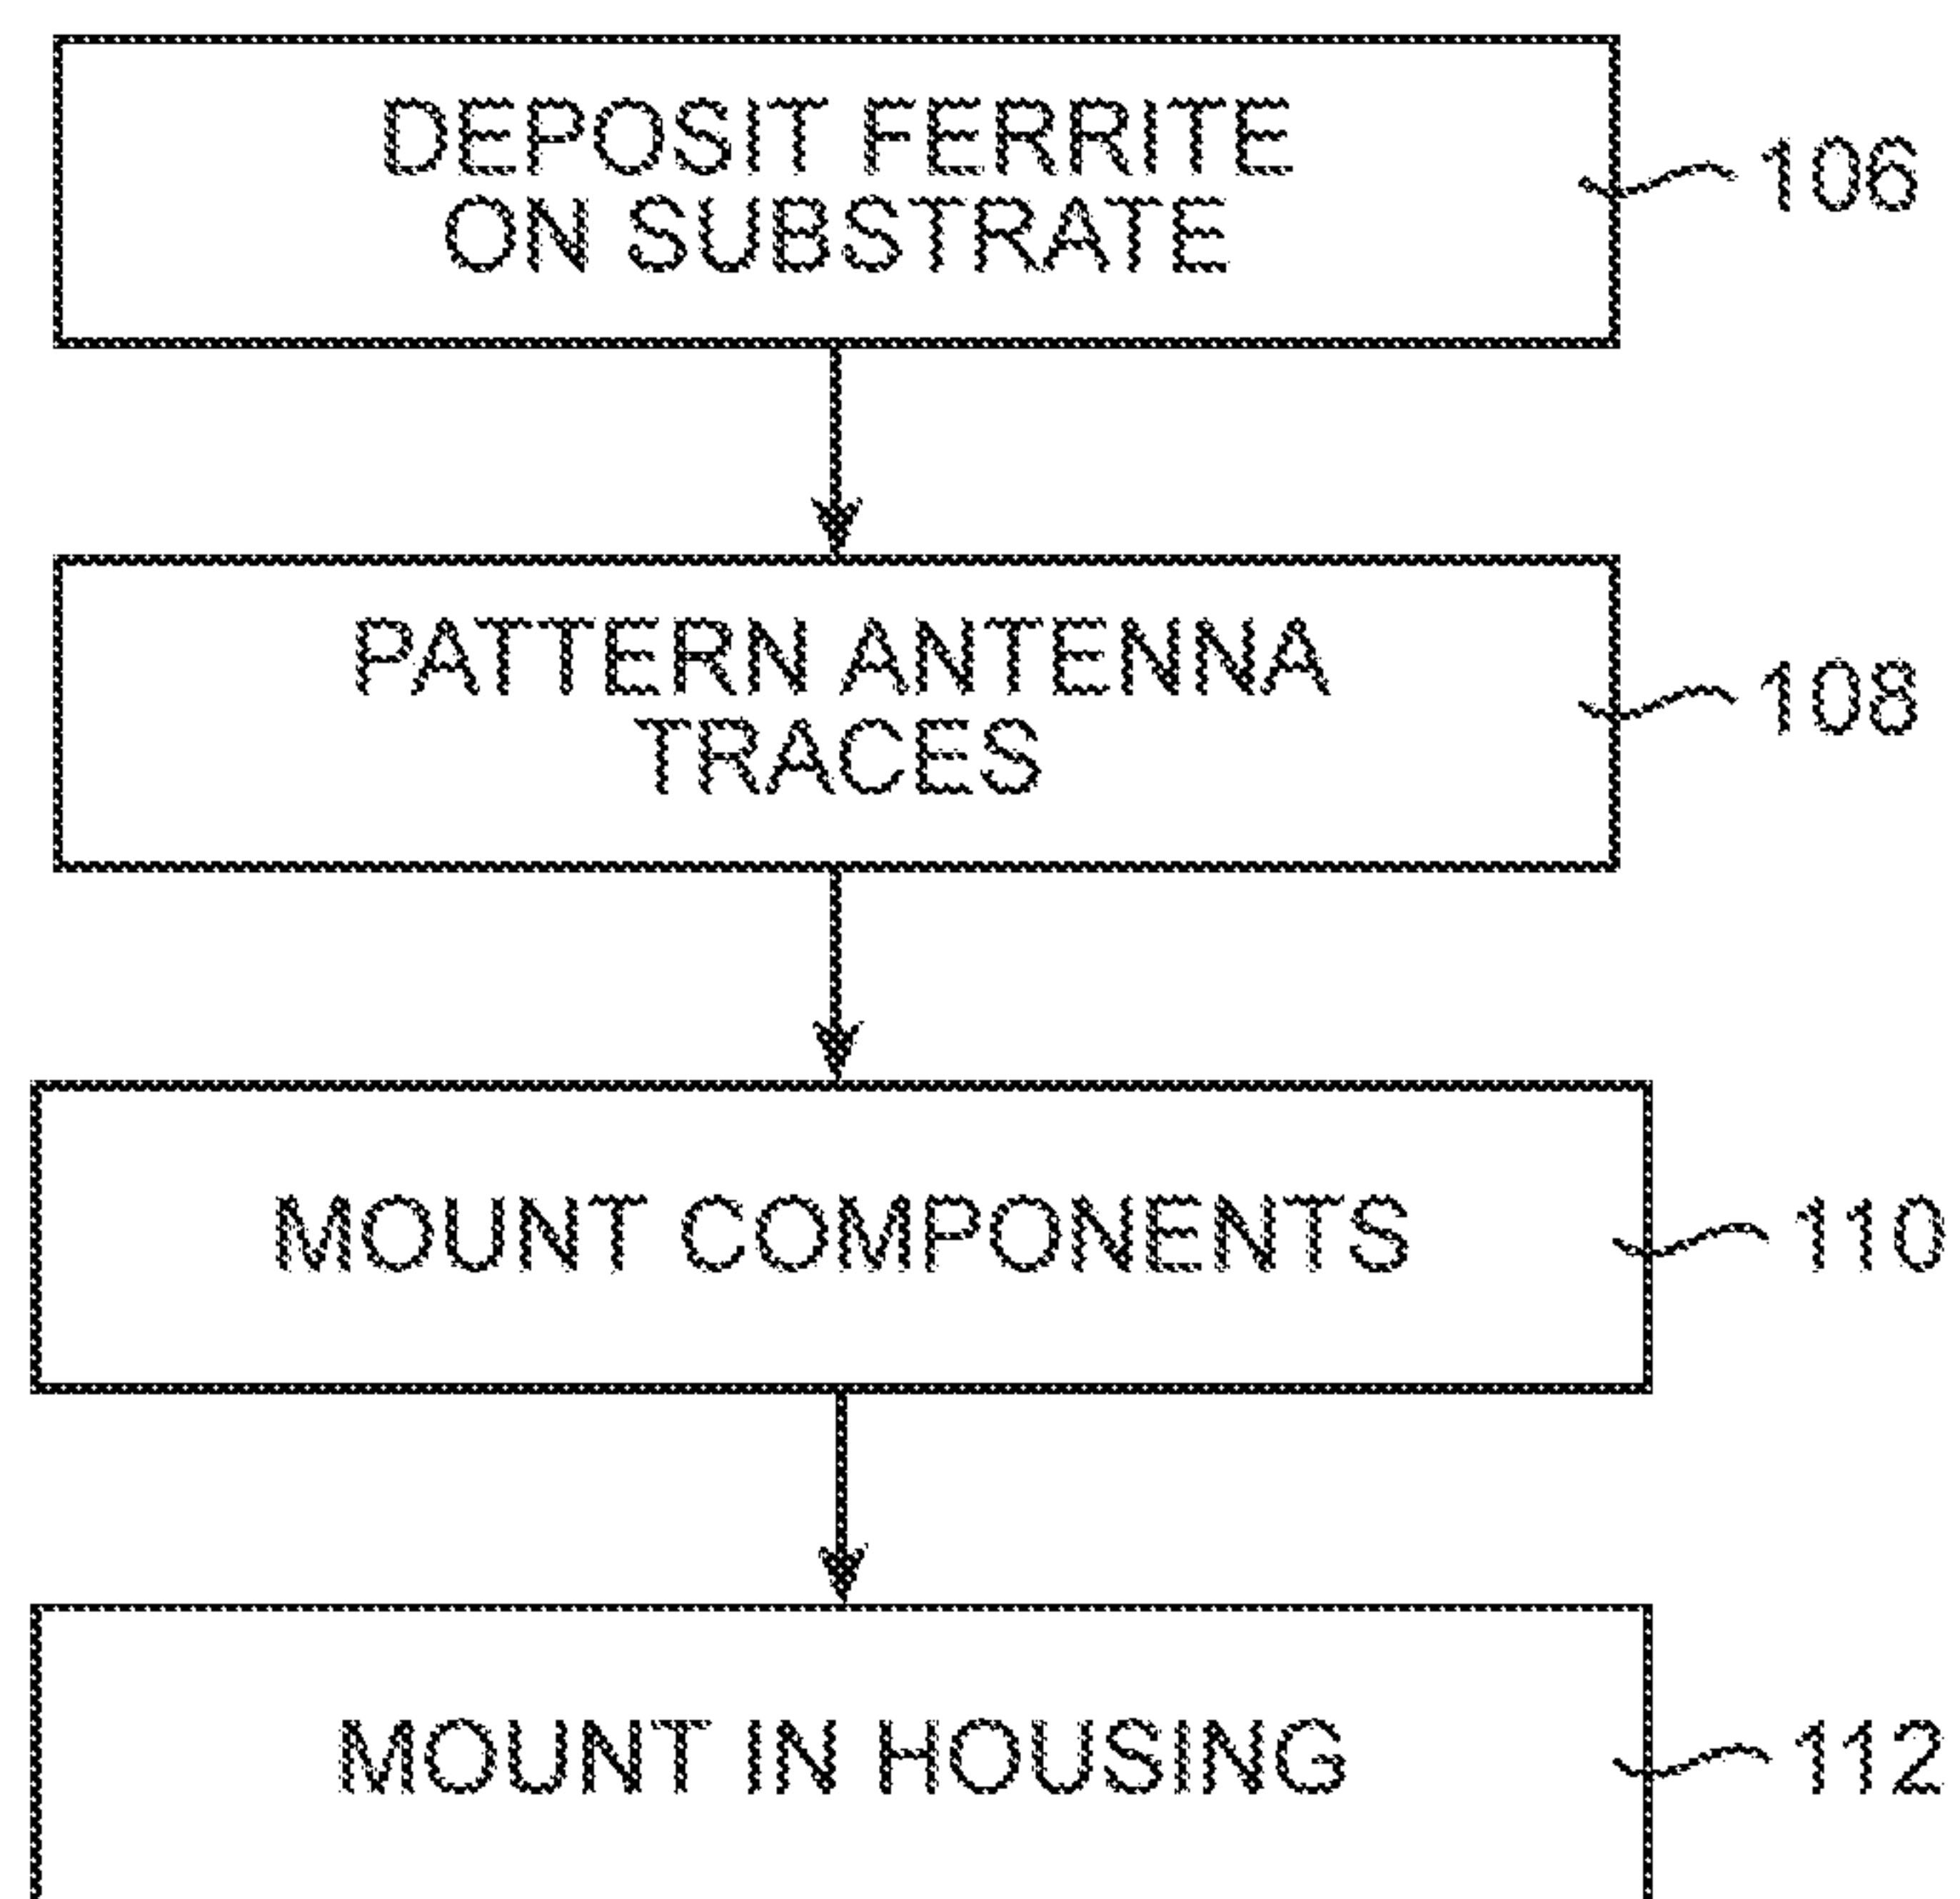 DEPOSIT FERRITE
ON SUBSTRATE
106
PATTERN ANTENNA
TRACES
108
MOUNT COMPONENTS
110
MOUNT IN HOUSING
112